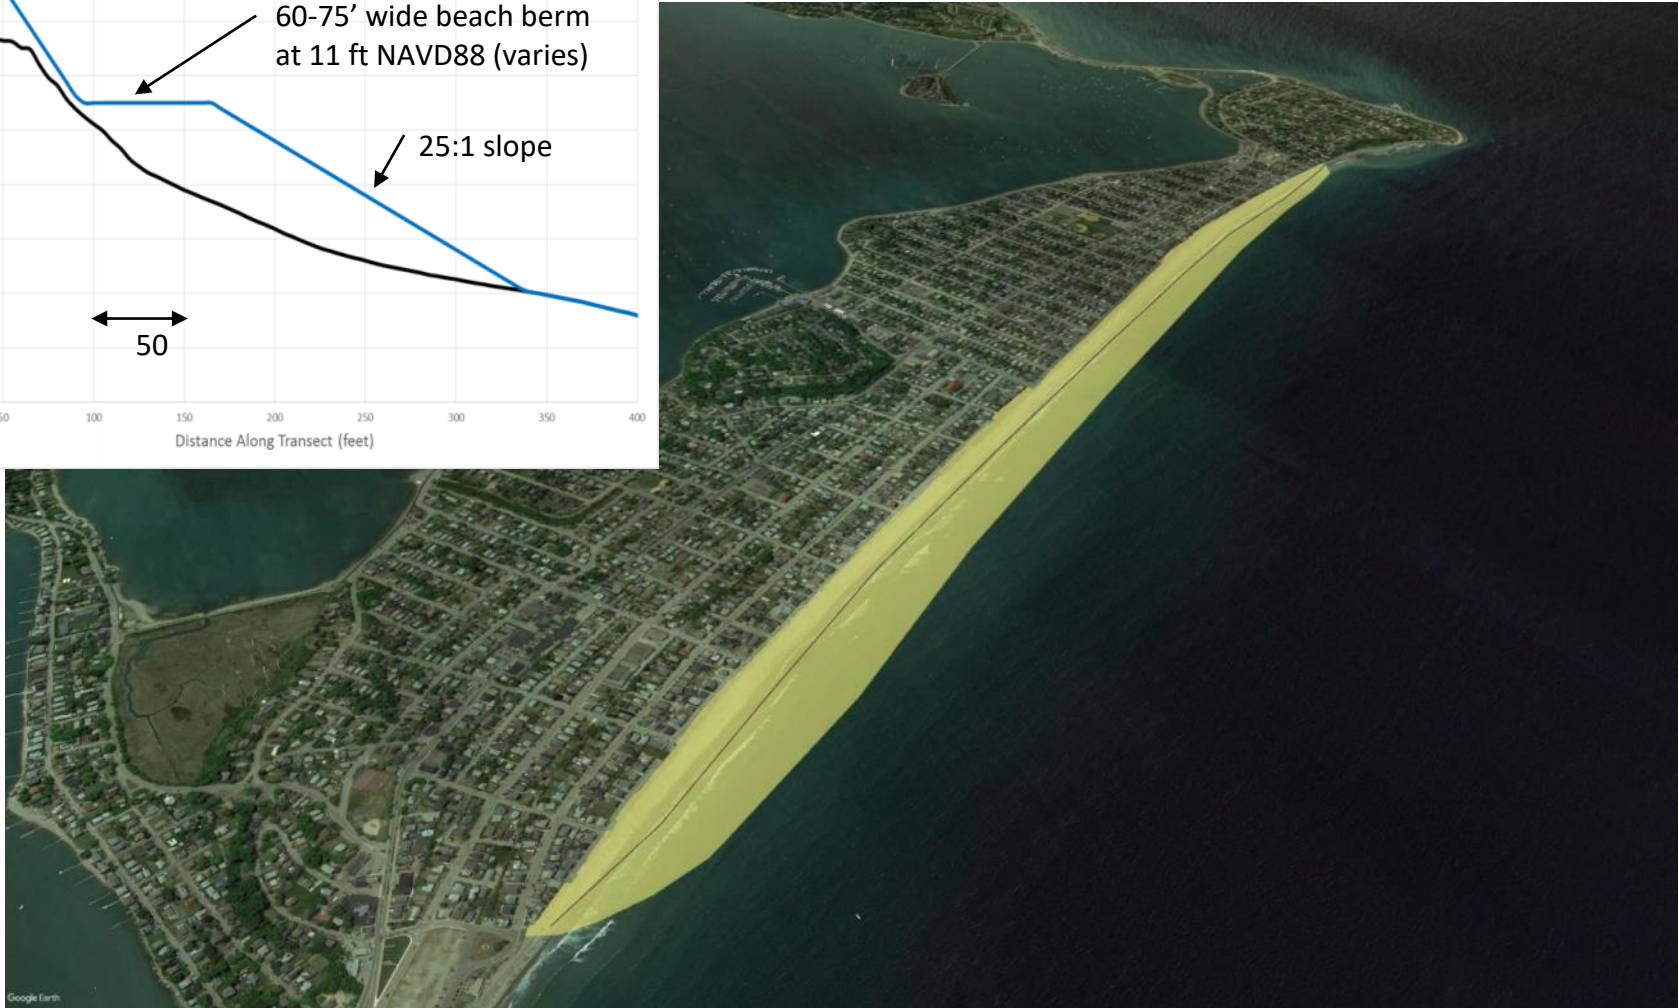 60-75’ wide beach berm
at 11 ft NAVD88 (varies)
25:1 slope
50
50 100 150 200 250 300 350 400
Distance Along Transect (feet)
Google Earth